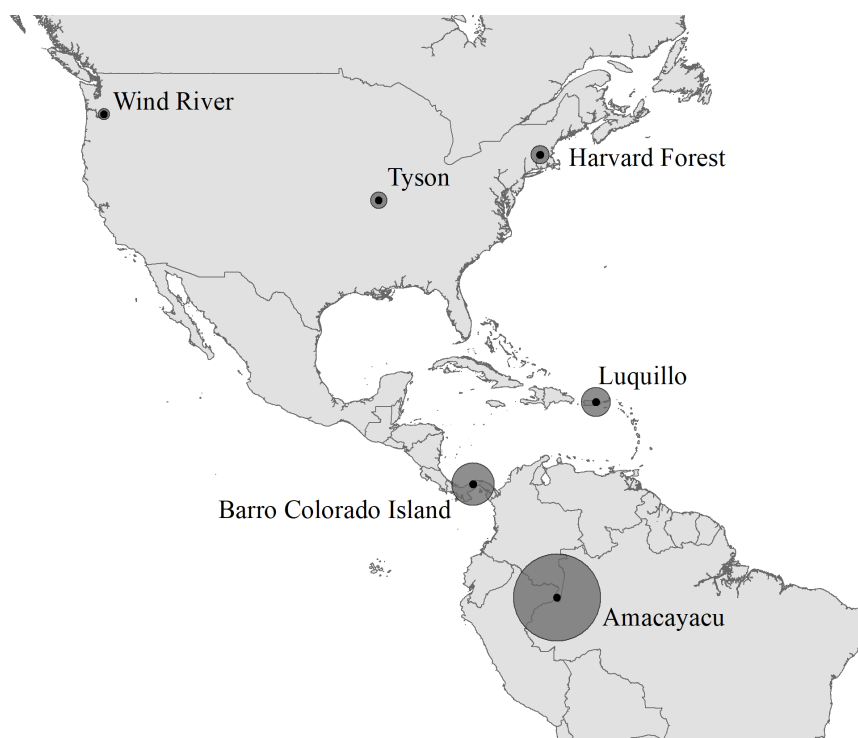 Wind River
Harvard Forest
Tyson
Luquillo
Barro Colorado Island
Amacayacu